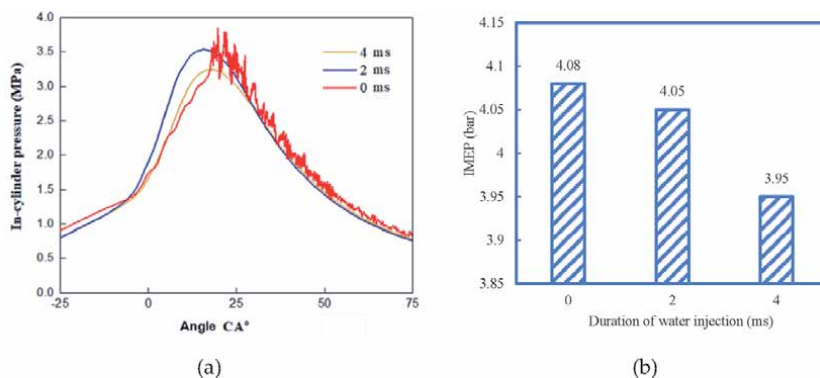 4.0
3.5
3.0
2.5
2.0
1.5
1.0
0.5
0.0
In-cylinder pressure (MPa)
4 ms
2 ms
0 ms
-25 0 25 50 75
Angle CA°
(a)
4.15
4.1
4.05
4
3.95
3.9
3.85
IMEP (bar)
4.08
4.05
3.95
0 2 4
Duration of water injection (ms)
(b)